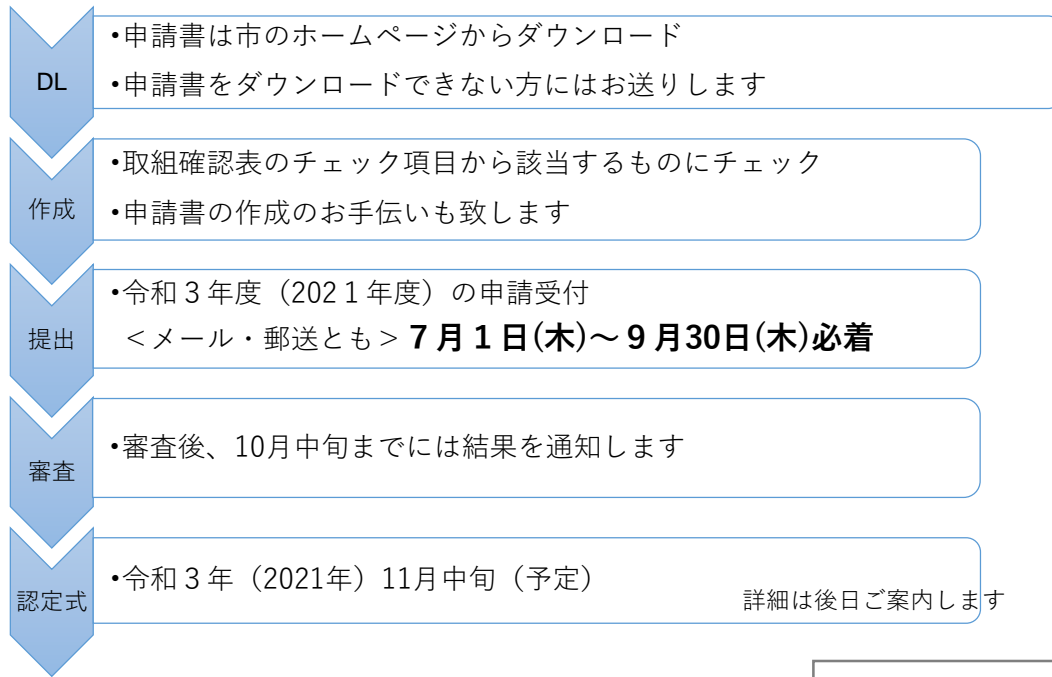 DL
•申請書は市のホームページからダウンロード
•申請書をダウンロードできない方にはお送りします
作成
•取組確認表のチェック項目から該当するものにチェック
•申請書の作成のお手伝いも致します
提出
•令和３年度（202１年度）の申請受付
＜メール・郵送とも＞７月１日(木)～９月30日(木)必着
審査
•審査後、10月中旬までには結果を通知します
認定式
•令和３年（2021年）11月中旬（予定）
詳細は後日ご案内します